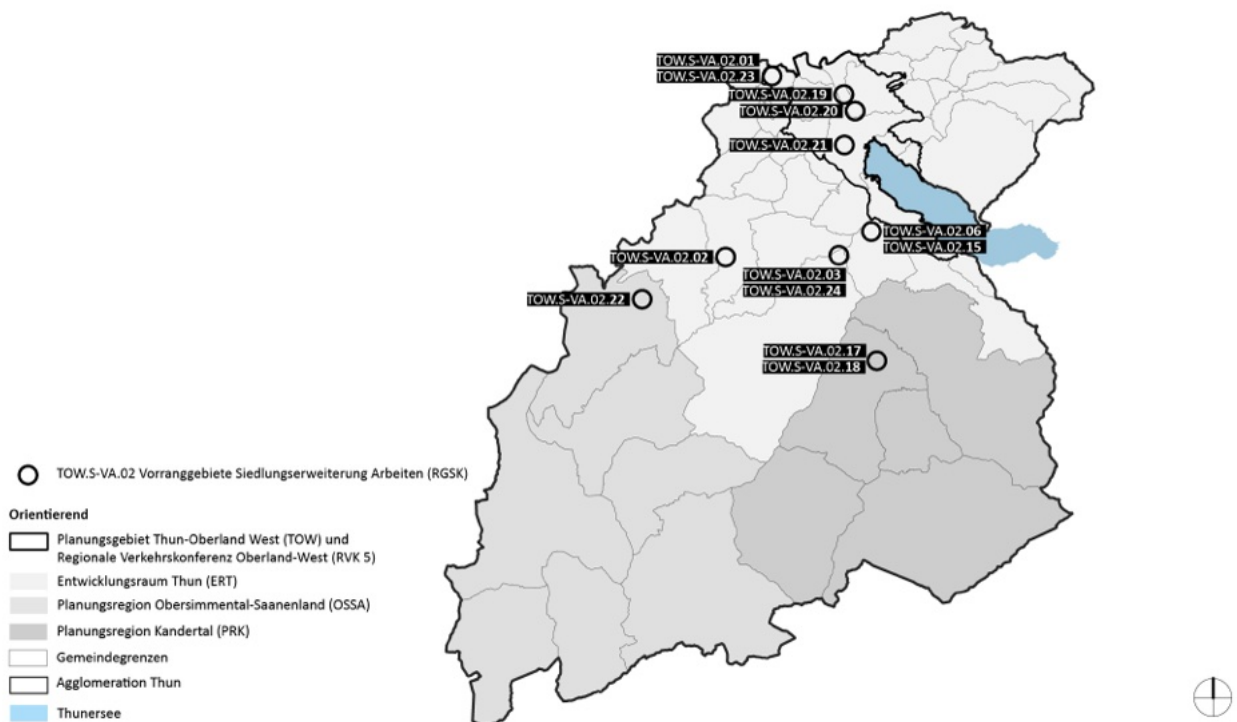 TOW.S-VA.02.01
TOW.S-VA.02.23
TOW.S-VA.02.19
TOW.S-VA.02.20
TOW.S-VA.02.21
TOW.S-VA.02.06
TOW.S-VA.02.15
TOW.S-VA.02.02
TOW.S-VA.02.03
TOW.S-VA.02.24
TOW.S-VA.02.22
TOW.S-VA.02.17
TOW.S-VA.02.18
TOW.S-VA.02 Vorranggebiete Siedlungserweiterung Arbeiten (RGSK)
Orientierend
Planungsgebiet Thun-Oberland West (TOW) und
Regionale Verkehrskonferenz Oberland-West (RVK 5)
Entwicklungsraum Thun (ERT)
Planungsregion Obersimmental-Saanenland (OSSA)
Planungsregion Kandertal (PRK)
Gemeindegrenzen
Agglomeration Thun
Thunersee